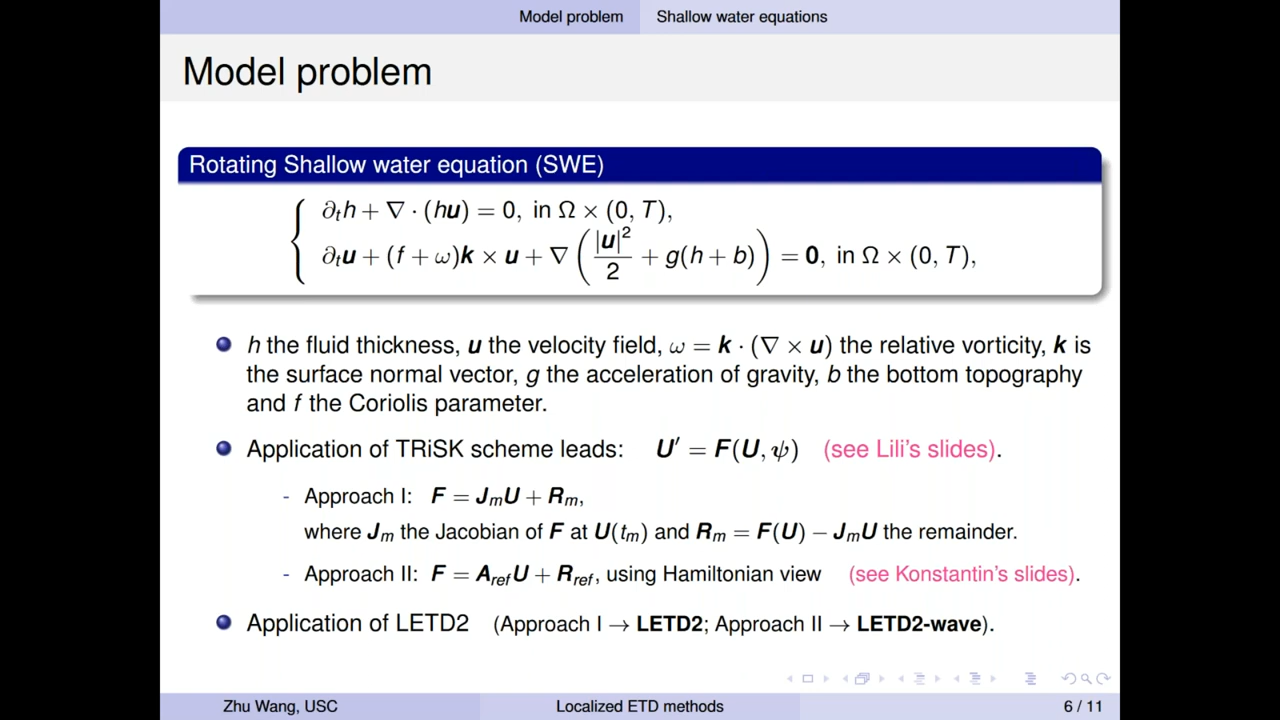 Model problem Shallow water equations
Model problem
Rotating Shallow water equation (SWE)
∂ₜh + ∇ · (hu) = 0, in Ω × (0, T),
∂ₜu + (f + ω)k × u + ∇ (|u|²/2 + g(h + b)) = 0, in Ω × (0, T),
h the fluid thickness, u the velocity field, ω = k · (∇ × u) the relative vorticity, k is
the surface normal vector, g the acceleration of gravity, b the bottom topography
and f the Coriolis parameter.
Application of TRiSK scheme leads: U′ = F(U, ψ) (see Lili's slides).
- Approach I: F = JₘU + Rₘ,
where Jₘ the Jacobian of F at U(tₘ) and Rₘ = F(U) − JₘU the remainder.
- Approach II: F = A_ref U + R_ref, using Hamiltonian view (see Konstantin's slides).
Application of LETD2 (Approach I → LETD2; Approach II → LETD2-wave).
Zhu Wang, USC Localized ETD methods 6 / 11